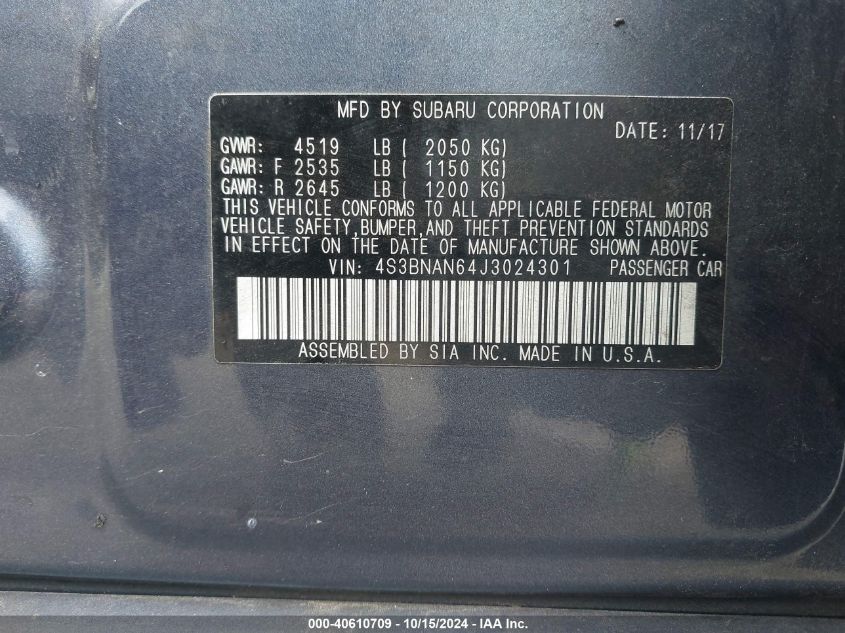 MFD BY SUBARU CORPORATION
DATE: 11/17
GVWR: 4519 LB ( 2050 KG)
GAWR: F 2535 LB ( 1150 KG)
GAWR: R 2645 LB ( 1200 KG)
THIS VEHICLE CONFORMS TO ALL APPLICABLE FEDERAL MOTOR
VEHICLE SAFETY,BUMPER,AND THEFT PREVENTION STANDARDS
IN EFFECT ON THE DATE OF MANUFACTURE SHOWN ABOVE.
VIN: 4S3BNAN64J3024301 PASSENGER CAR
ASSEMBLED BY SIA INC. MADE IN U.S.A.
000-40610709 - 10/15/2024 - © IAA Inc.